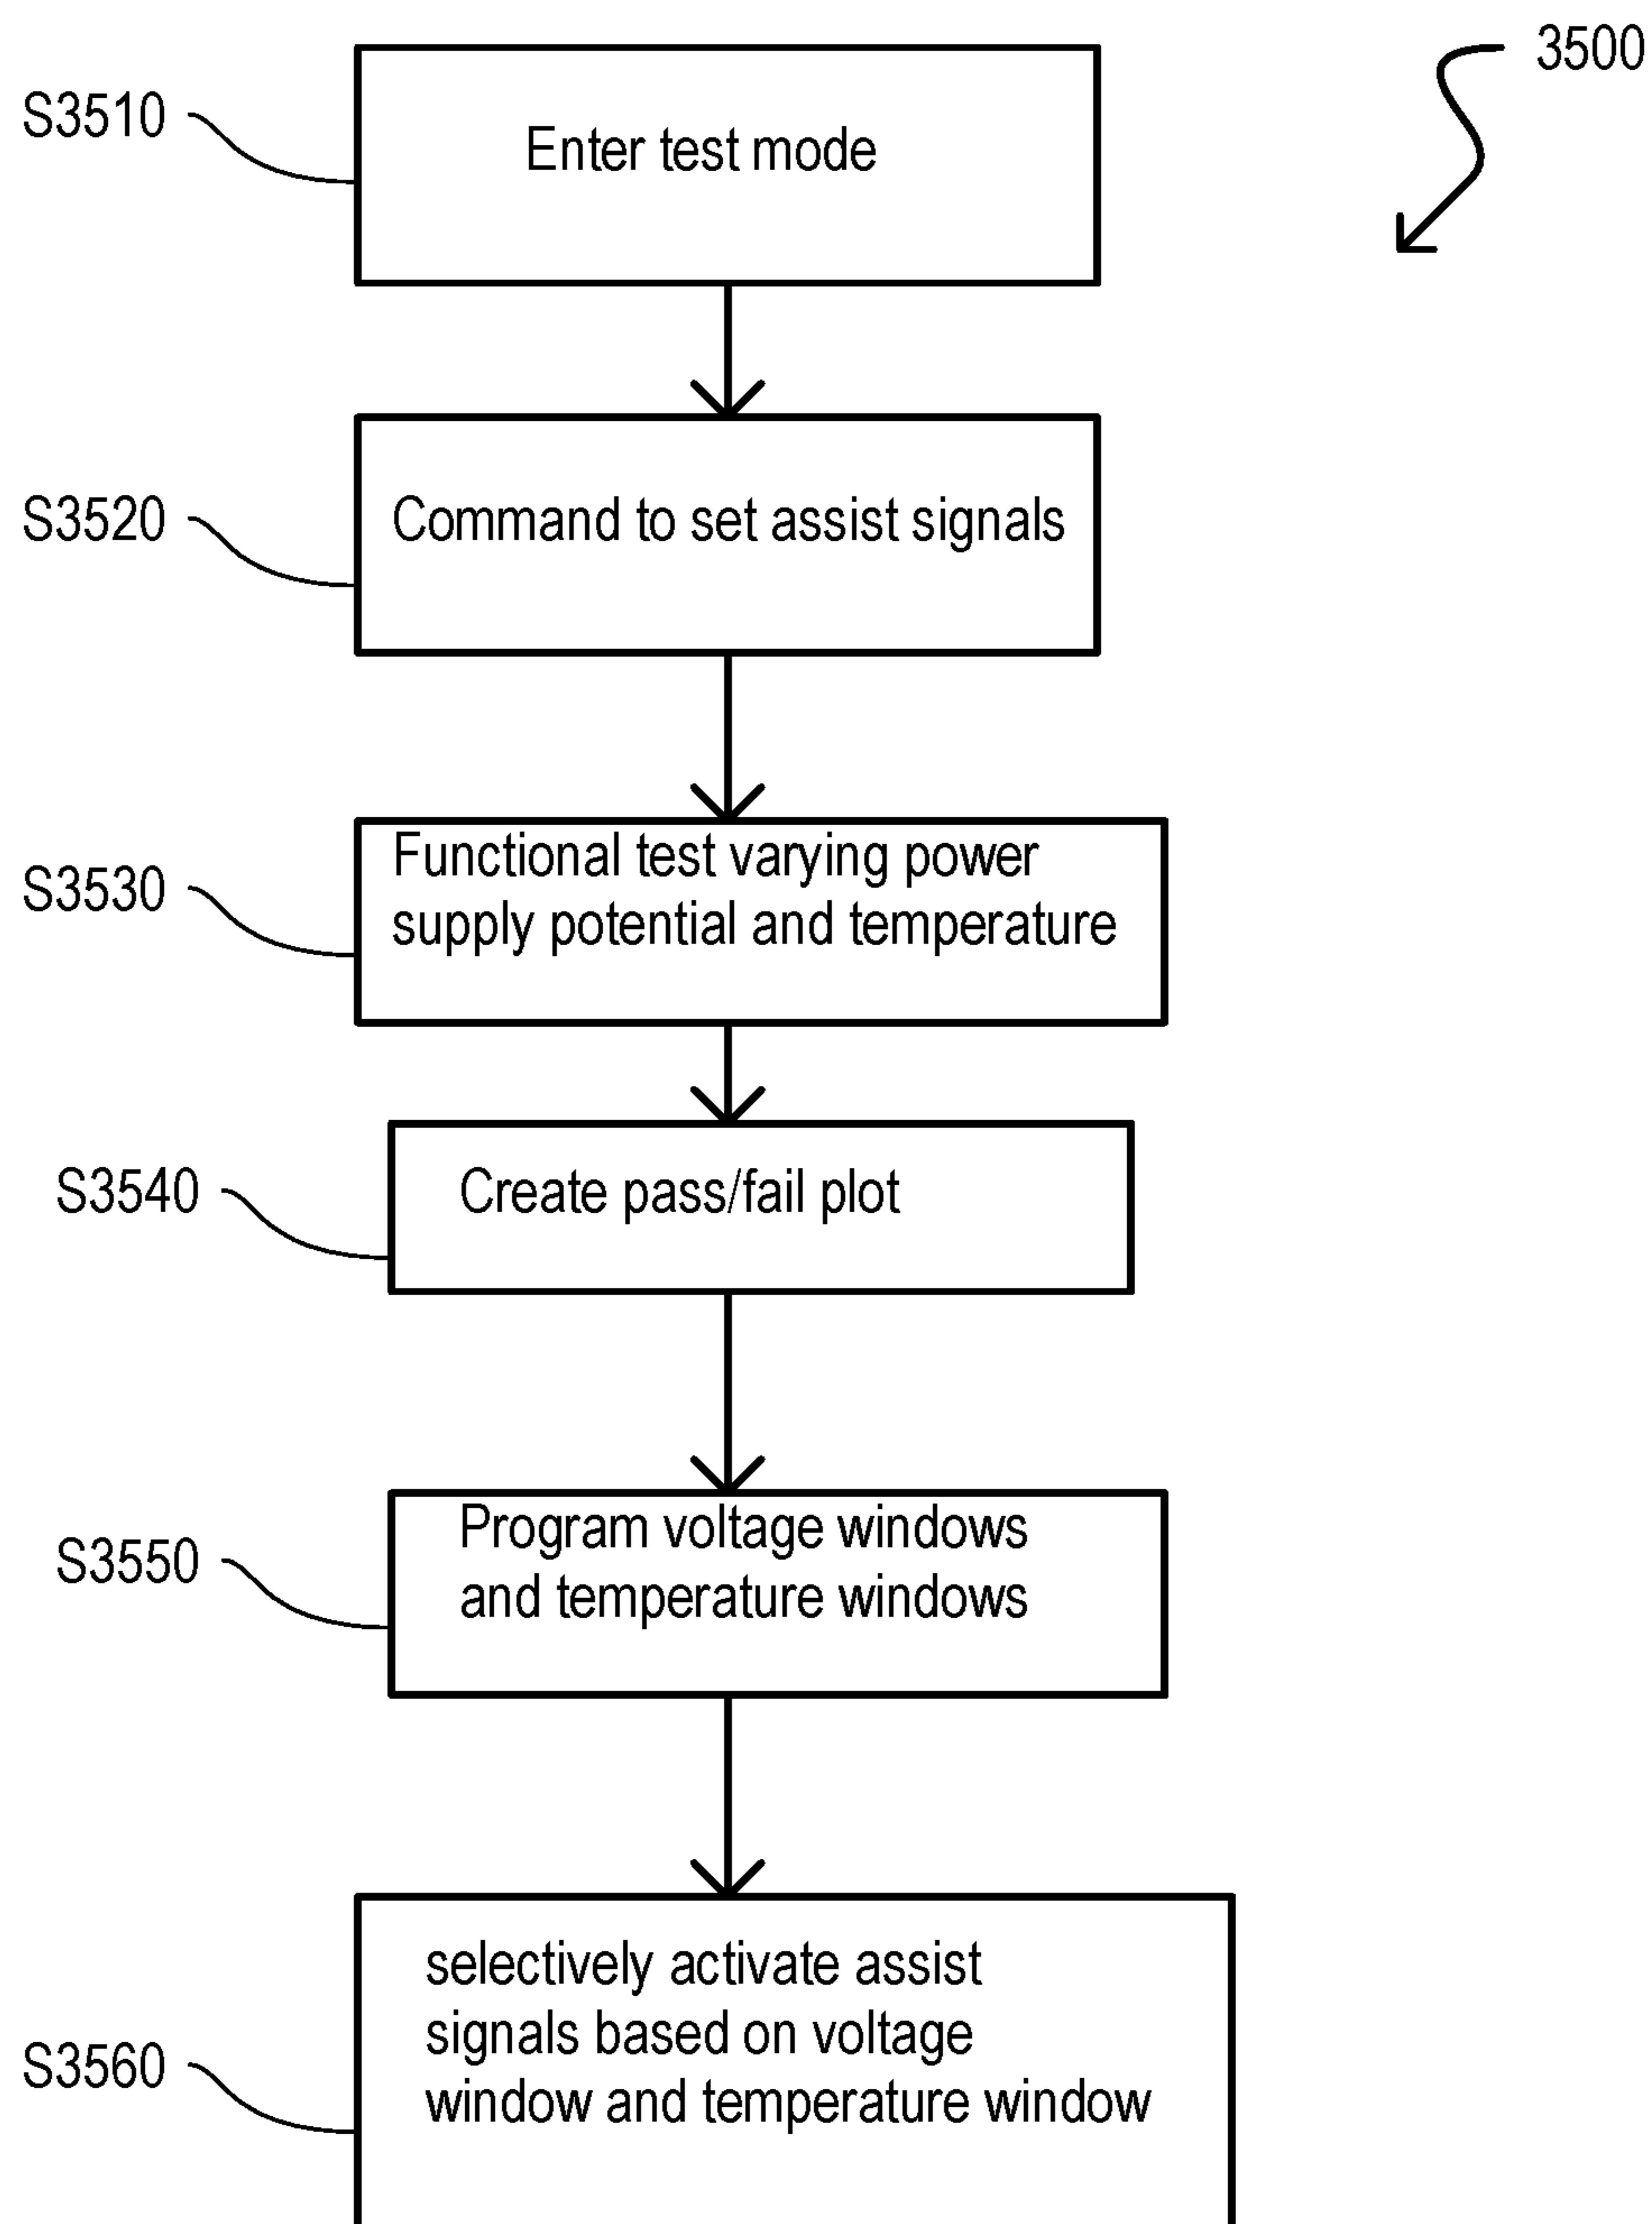 3500
S3510
Enter test mode
S3520
Command to set assist signals
S3530
Functional test varying power
supply potential and temperature
S3540
Create pass/fail plot
S3550
Program voltage windows
and temperature windows
S3560
selectively activate assist
signals based on voltage
window and temperature window